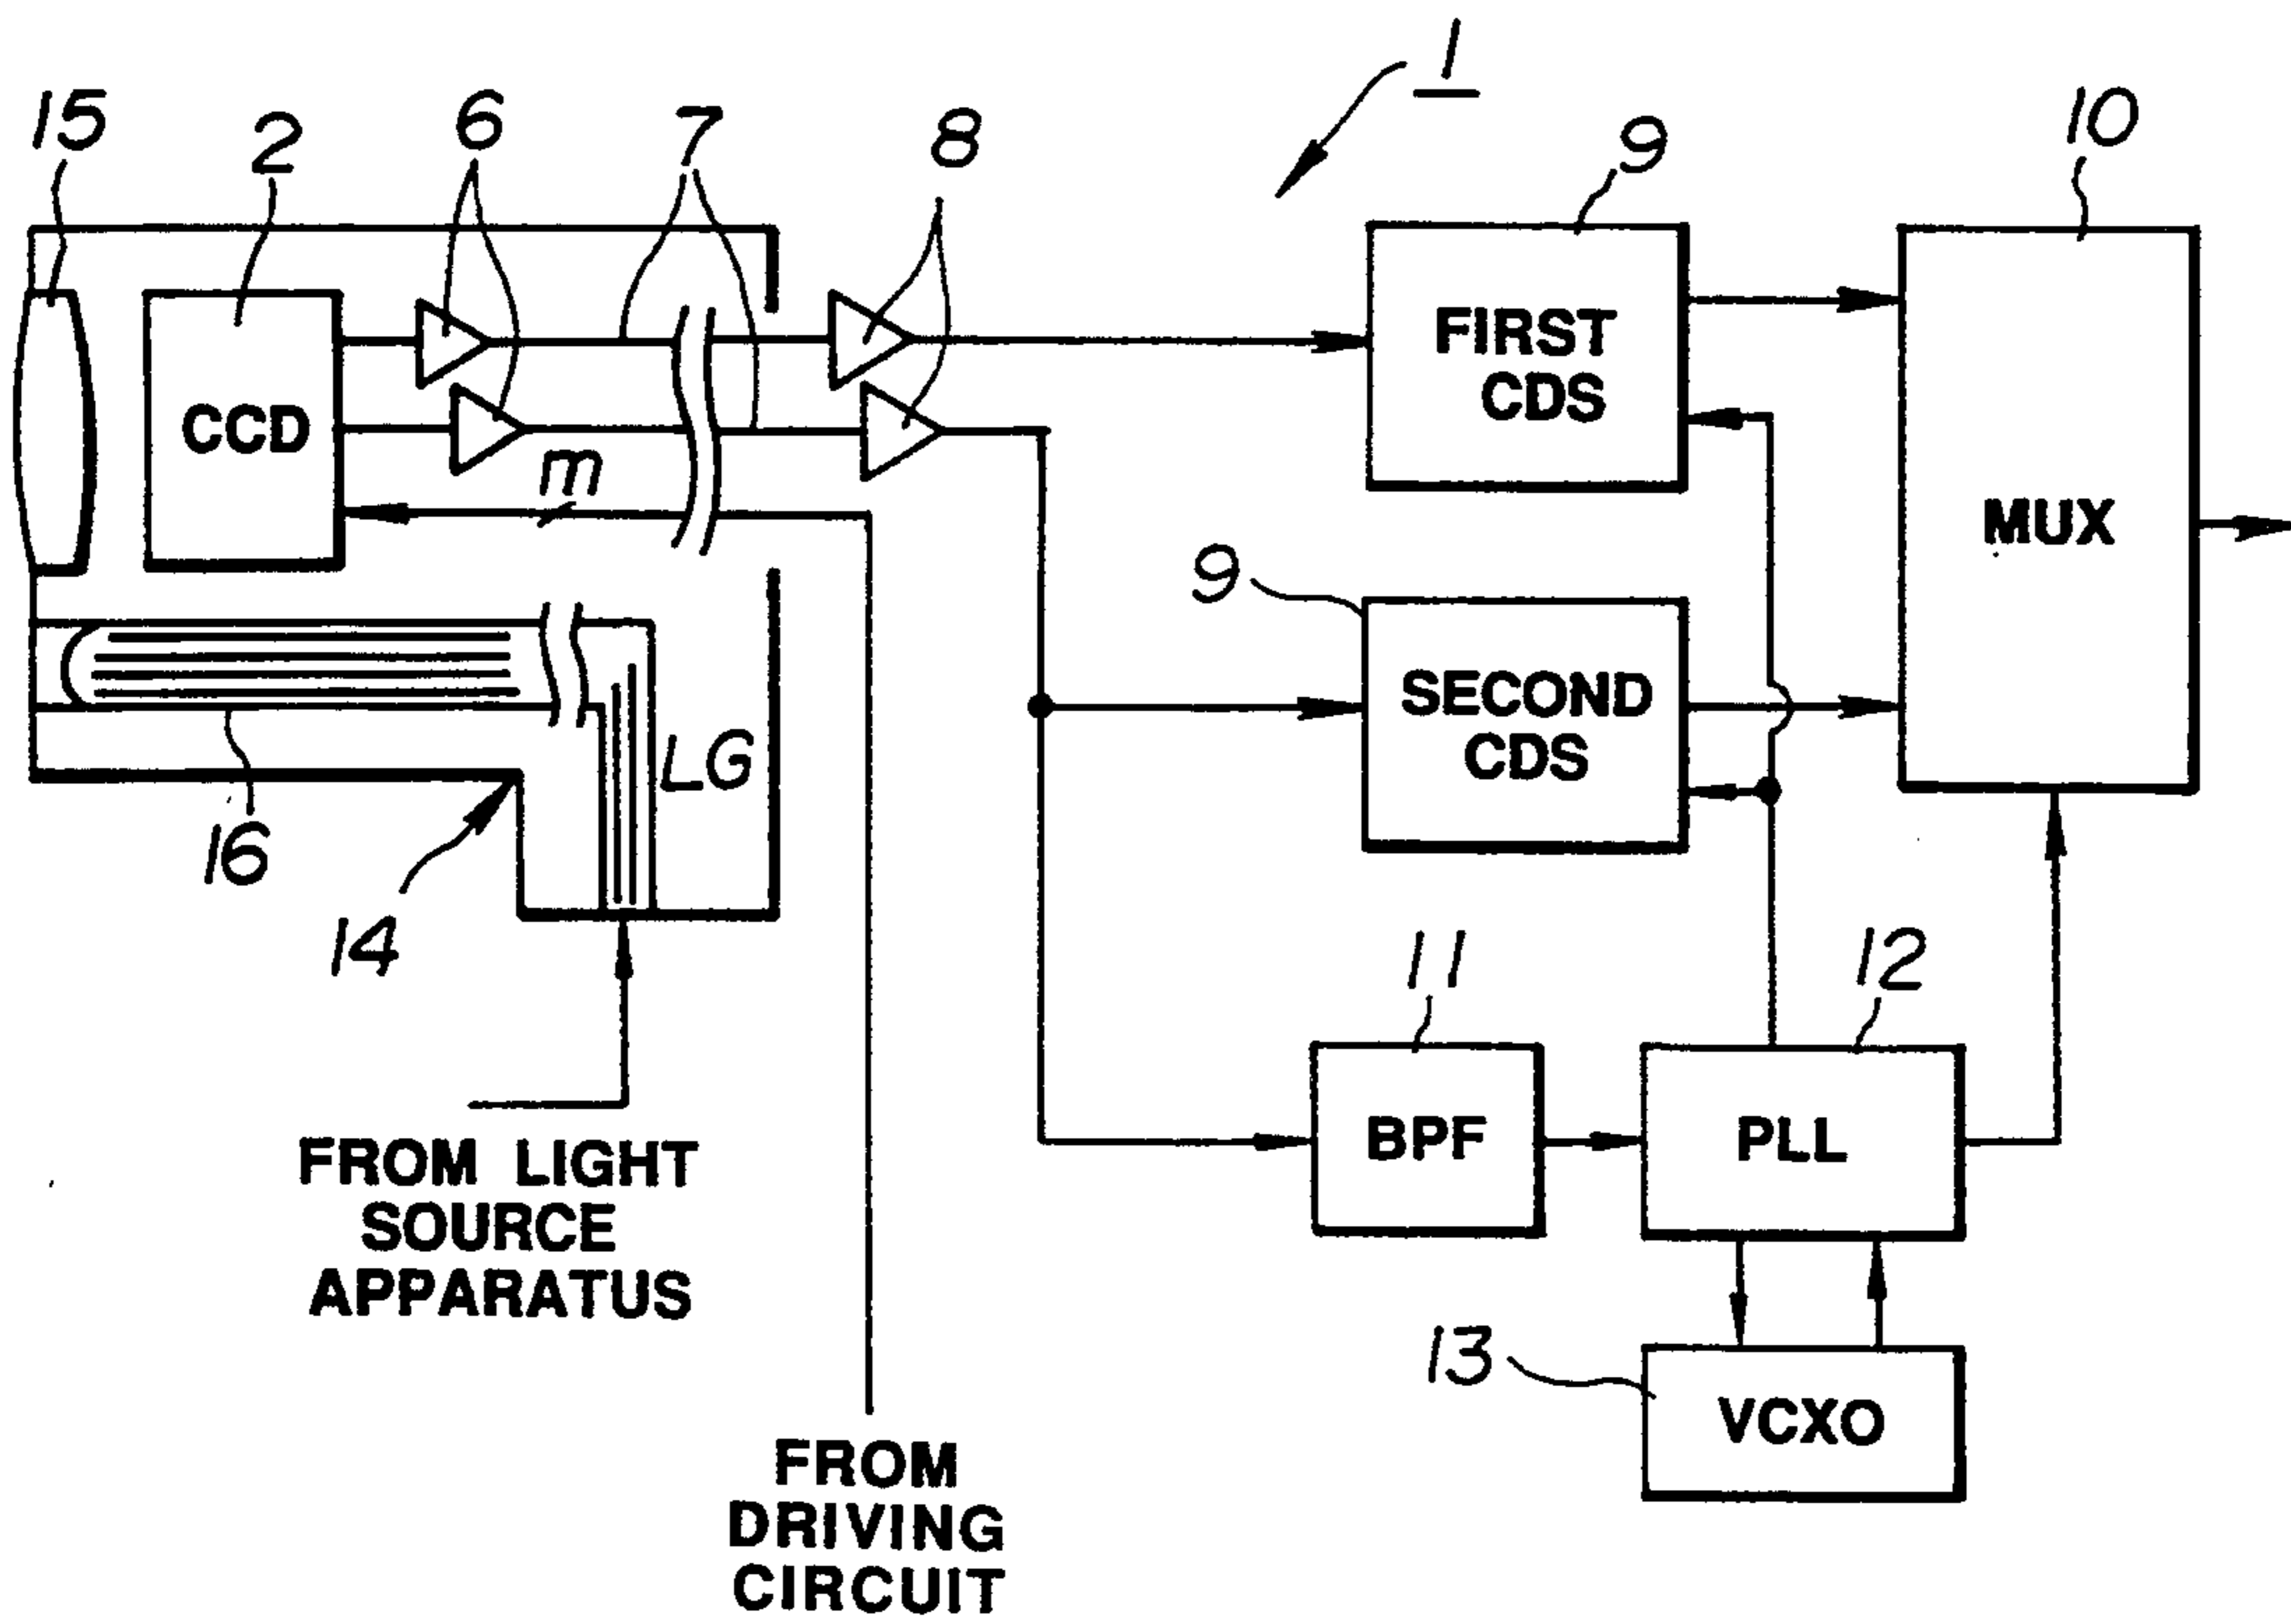 1
15
2
6
7
8
9
10
FIRST
CDS
CCD
m
MUX
9
SECOND
CDS
LG
16
14
11
12
BPF
PLL
FROM LIGHT
SOURCE
APPARATUS
13
VCXO
FROM
DRIVING
CIRCUIT